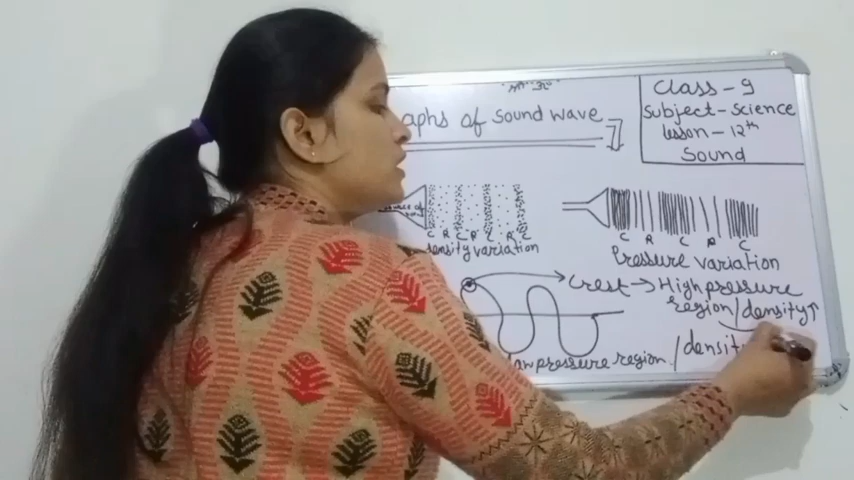 aphs of sound wave
Class - 9
Subject - Science
lesson - 12th
Sound
C R C R C R C
density variation
C R C R C
Pressure variation
Crest → High pressure
region/density↑
low pressure region / densit